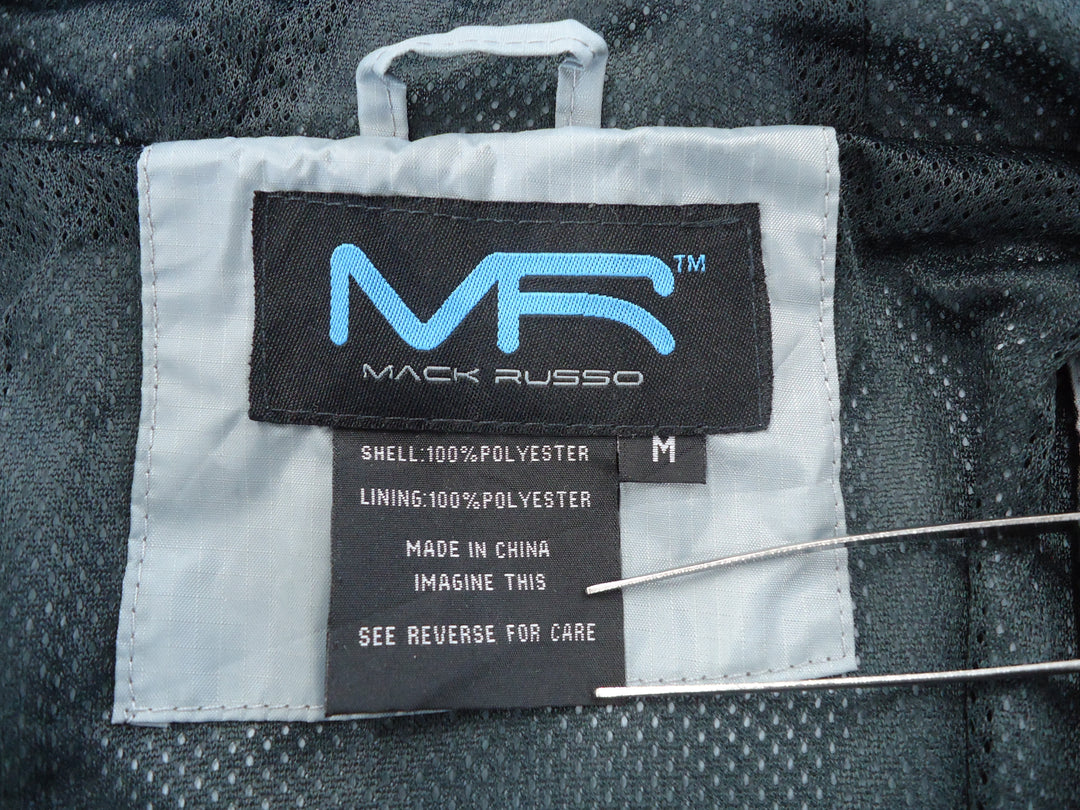 MR™
MACK RUSSO
M
SHELL:100%POLYESTER
LINING:100%POLYESTER
MADE IN CHINA
IMAGINE THIS
SEE REVERSE FOR CARE